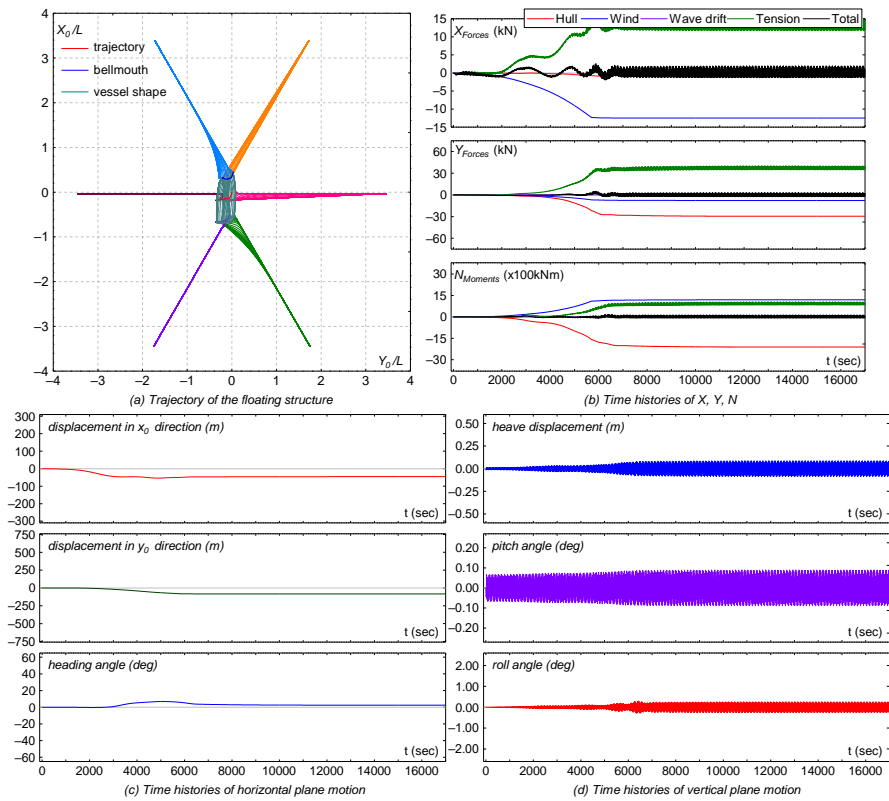 X0/L
trajectory
bellmouth
vessel shape
4
3
2
1
0
−1
−2
−3
−4
Y0/L
−4 −3 −2 −1 0 1 2 3 4
(a) Trajectory of the floating structure
Hull Wind Wave drift Tension Total
XForces (kN)
15
10
5
0
−5
−10
−15
YForces (kN)
60
30
0
−30
−60
NMoments (x100kNm)
30
15
0
−15
−30
t (sec)
0 2000 4000 6000 8000 10000 12000 14000 16000
(b) Time histories of X, Y, N
displacement in x0 direction (m)
300
200
100
0
−100
−200
−300
t (sec)
displacement in y0 direction (m)
750
500
250
0
−250
−500
−750
t (sec)
heading angle (deg)
60
40
20
0
−20
−40
−60
t (sec)
0 2000 4000 6000 8000 10000 12000 14000 16000
(c) Time histories of horizontal plane motion
heave displacement (m)
0.50
0.25
0.00
−0.25
−0.50
t (sec)
pitch angle (deg)
0.20
0.10
0.00
−0.10
−0.20
t (sec)
roll angle (deg)
2.00
1.00
0.00
−1.00
−2.00
t (sec)
0 2000 4000 6000 8000 10000 12000 14000 16000
(d) Time histories of vertical plane motion